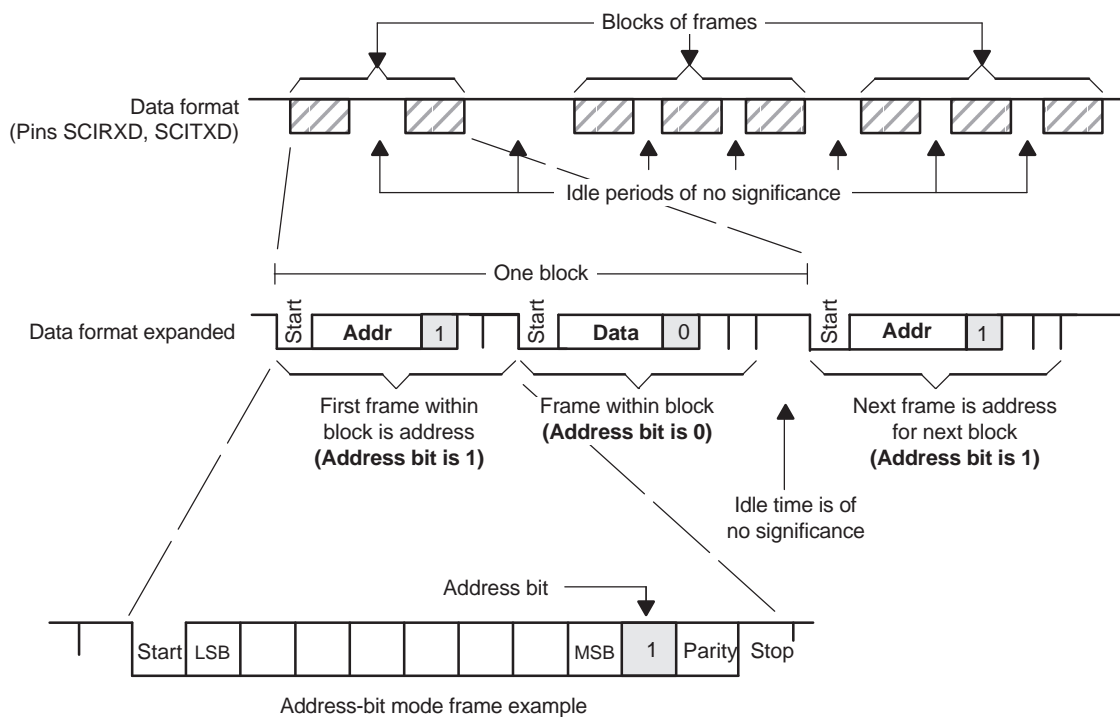 Blocks of frames
Data format
(Pins SCIRXD, SCITXD)
Idle periods of no significance
One block
Data format expanded
Start
Addr
1
Start
Data
0
Start
Addr
1
First frame within
block is address
(Address bit is 1)
Frame within block
(Address bit is 0)
Next frame is address
for next block
(Address bit is 1)
Idle time is of
no significance
Address bit
Start
LSB
MSB
1
Parity
Stop
Address-bit mode frame example